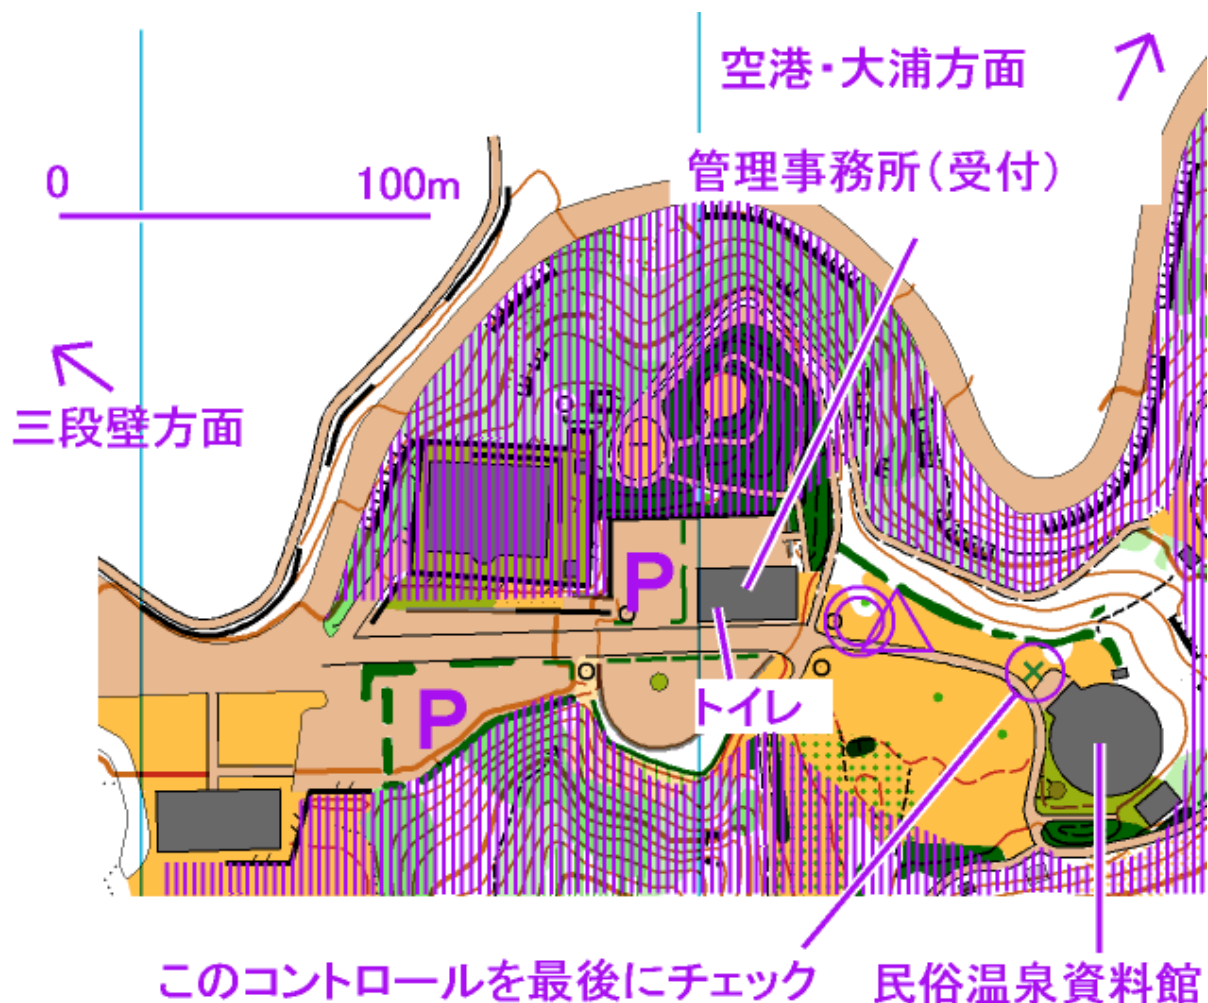 空港・大浦方面
管理事務所(受付)
0 100m
三段壁方面
P
P
トイレ
このコントロールを最後にチェック
民俗温泉資料館